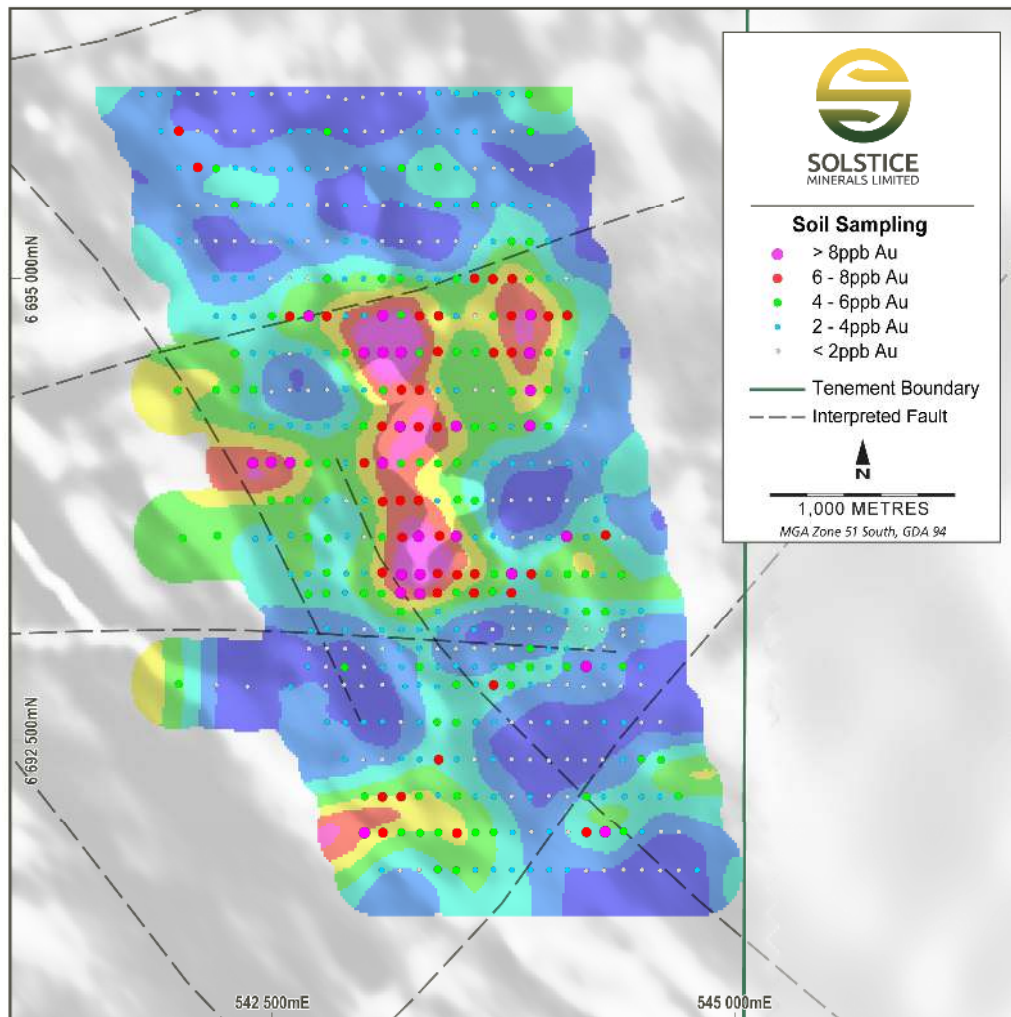 SOLSTICE
MINERALS LIMITED
Soil Sampling
> 8ppb Au
6 - 8ppb Au
4 - 6ppb Au
2 - 4ppb Au
< 2ppb Au
Tenement Boundary
Interpreted Fault
N
1,000 METRES
MGA Zone 51 South, GDA 94
6 695 000mN
6 692 500mN
542 500mE
545 000mE